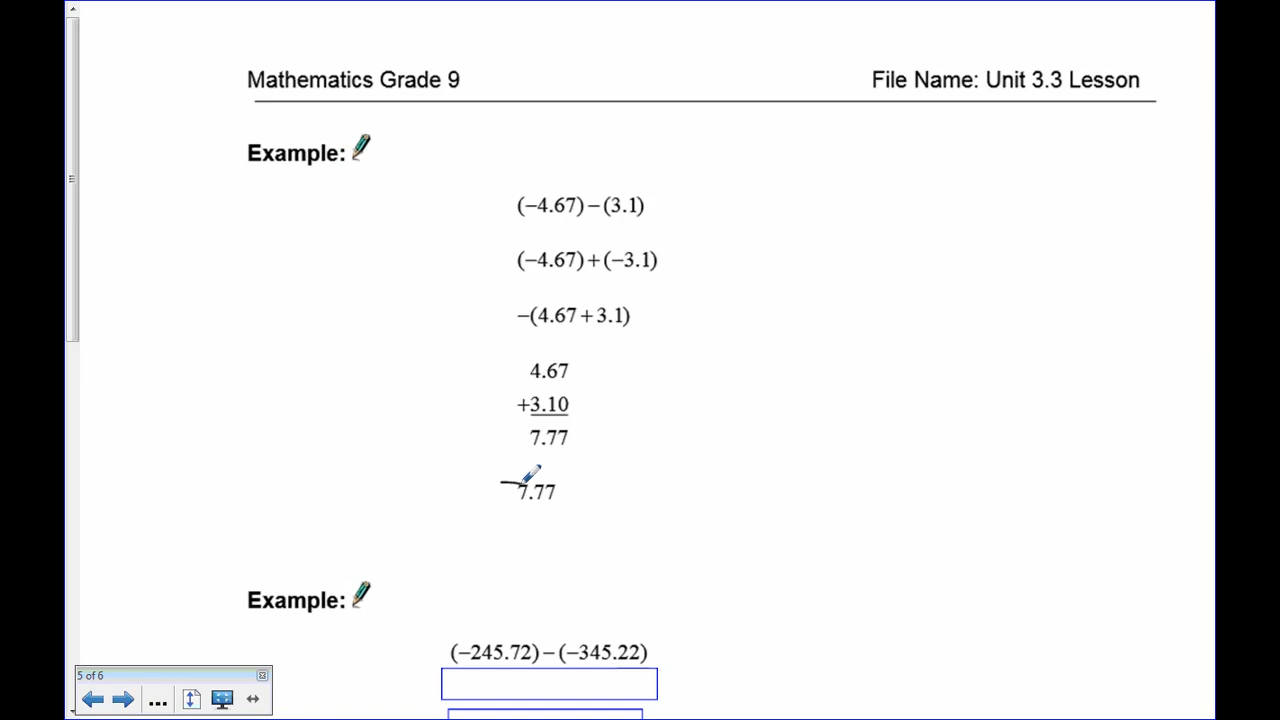 Mathematics Grade 9 File Name: Unit 3.3 Lesson
Example:
(−4.67)−(3.1)
(−4.67)+(−3.1)
−(4.67+3.1)
4.67
+3.10
7.77
−7.77
Example:
(−245.72)−(−345.22)
5 of 6
...